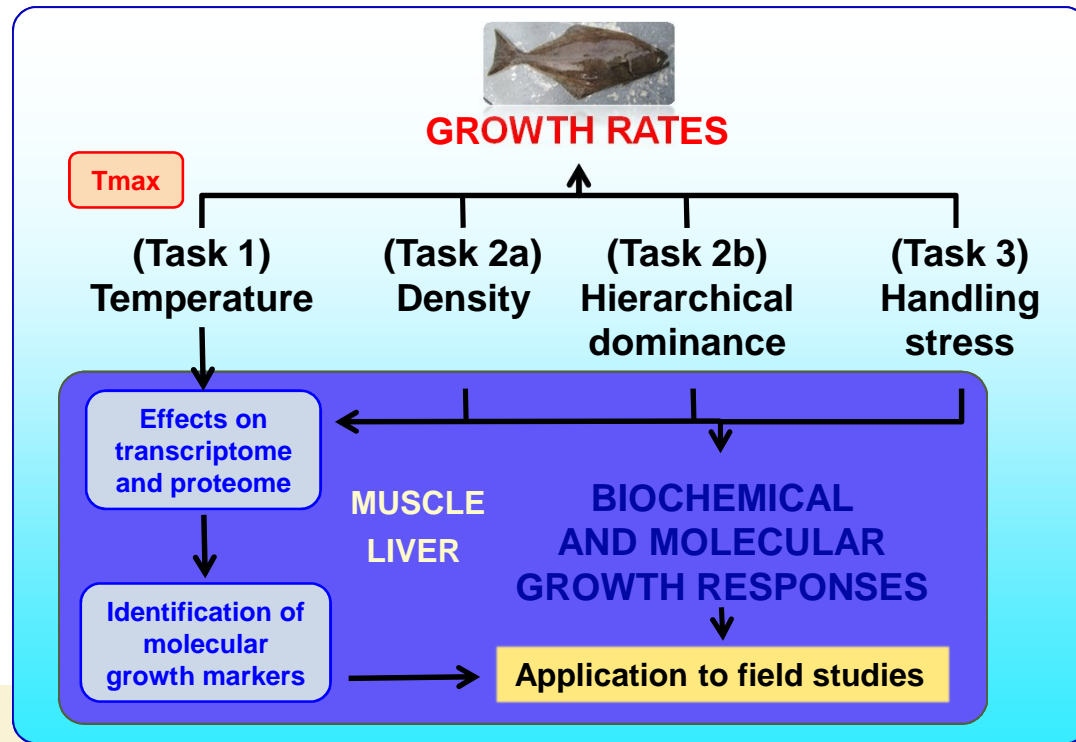 GROWTH RATES
Tmax
(Task 1)
Temperature
(Task 2a)
Density
(Task 2b)
Hierarchical
dominance
(Task 3)
Handling
stress
Effects on
transcriptome
and proteome
MUSCLE
LIVER
BIOCHEMICAL
AND MOLECULAR
GROWTH RESPONSES
Identification of
molecular
growth markers
Application to field studies